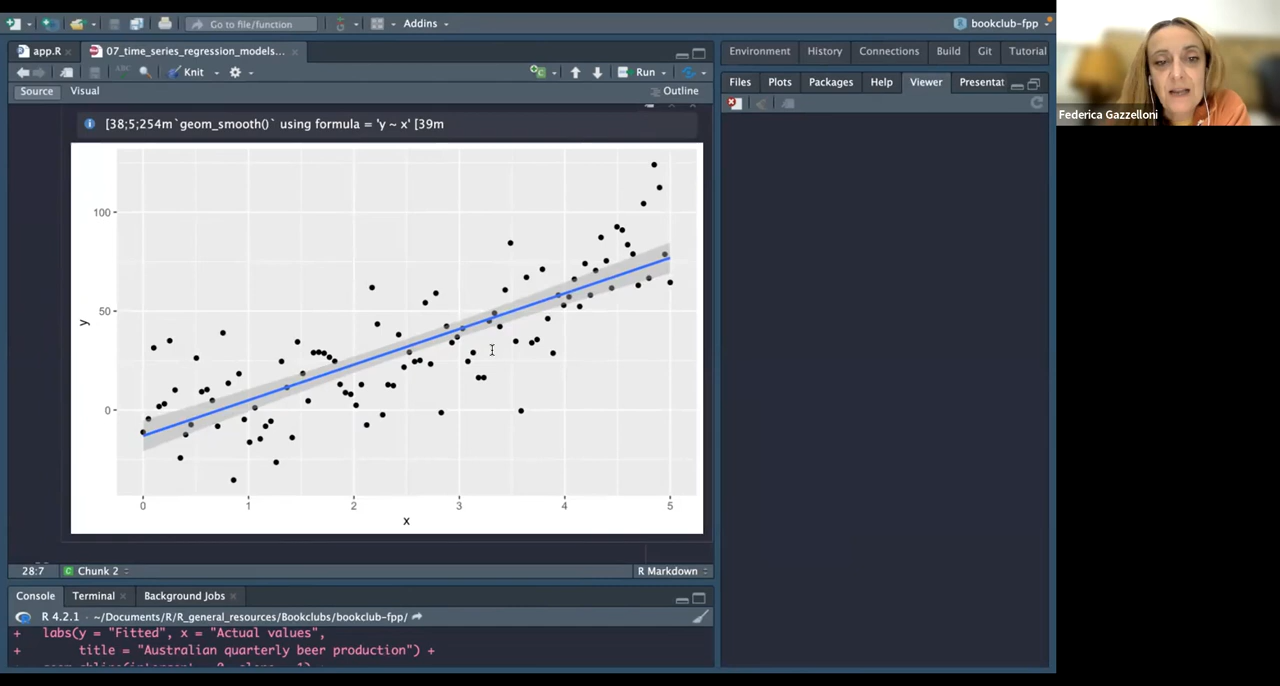 Go to file/function
Addins
bookclub-fpp
app.R
07_time_series_regression_models...
Knit
Run
Source
Visual
Outline
[38;5;254m`geom_smooth()` using formula = 'y ~ x' [39m
100
50
0
y
0 1 2 3 4 5
x
28:7
Chunk 2
R Markdown
Console
Terminal
Background Jobs
R 4.2.1 · ~/Documents/R/R_general_resources/Bookclubs/bookclub-fpp/
+ labs(y = "Fitted", x = "Actual values",
+ title = "Australian quarterly beer production") +
Environment
History
Connections
Build
Git
Tutorial
Files
Plots
Packages
Help
Viewer
Presentat
Federica Gazzelloni